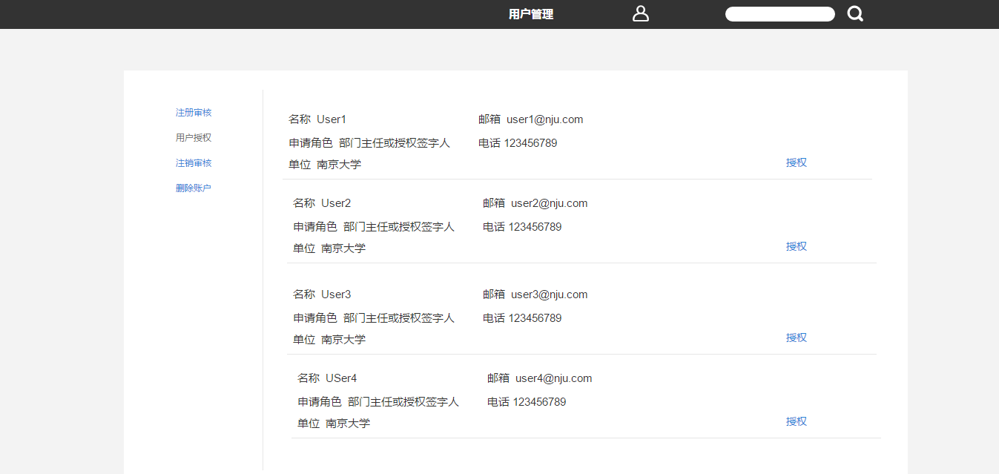 用户管理
注册审核
用户授权
注销审核
删除账户
名称 User1 邮箱 user1@nju.com
申请角色 部门主任或授权签字人 电话 123456789
单位 南京大学 授权
名称 User2 邮箱 user2@nju.com
申请角色 部门主任或授权签字人 电话 123456789
单位 南京大学 授权
名称 User3 邮箱 user3@nju.com
申请角色 部门主任或授权签字人 电话 123456789
单位 南京大学 授权
名称 USer4 邮箱 user4@nju.com
申请角色 部门主任或授权签字人 电话 123456789
单位 南京大学 授权